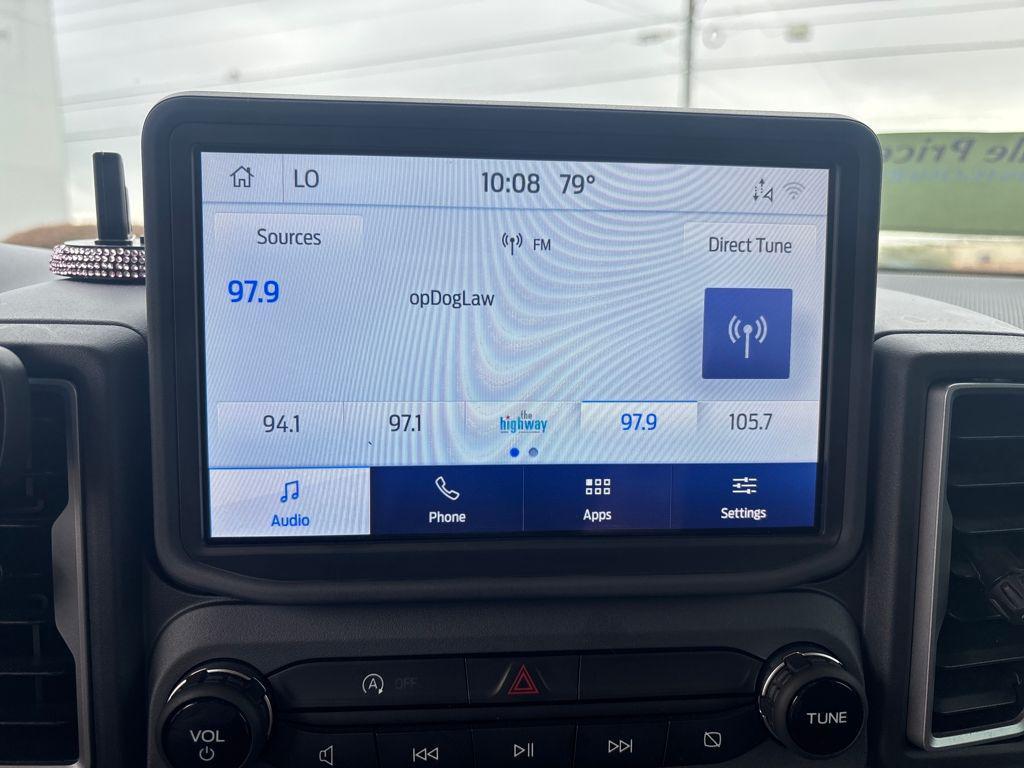 LO 10:08 79°
Sources FM Direct Tune
97.9 opDogLaw
94.1 97.1 the highway 97.9 105.7
Audio Phone Apps Settings
A OFF
VOL TUNE